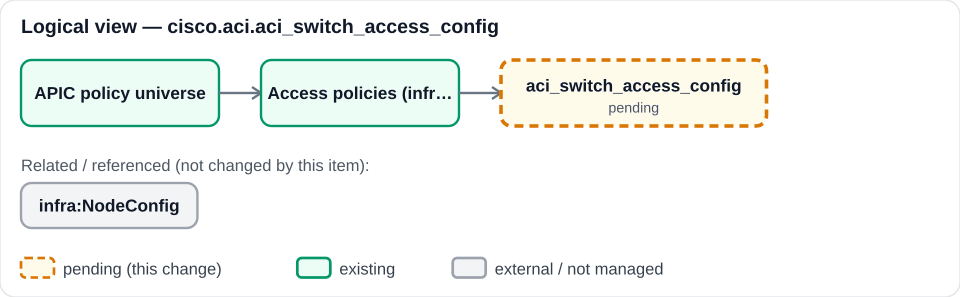 Logical view — cisco.aci.aci_switch_access_config
APIC policy universe
Access policies (infr…
aci_switch_access_config
pending
Related / referenced (not changed by this item):
infra:NodeConfig
pending (this change)
existing
external / not managed